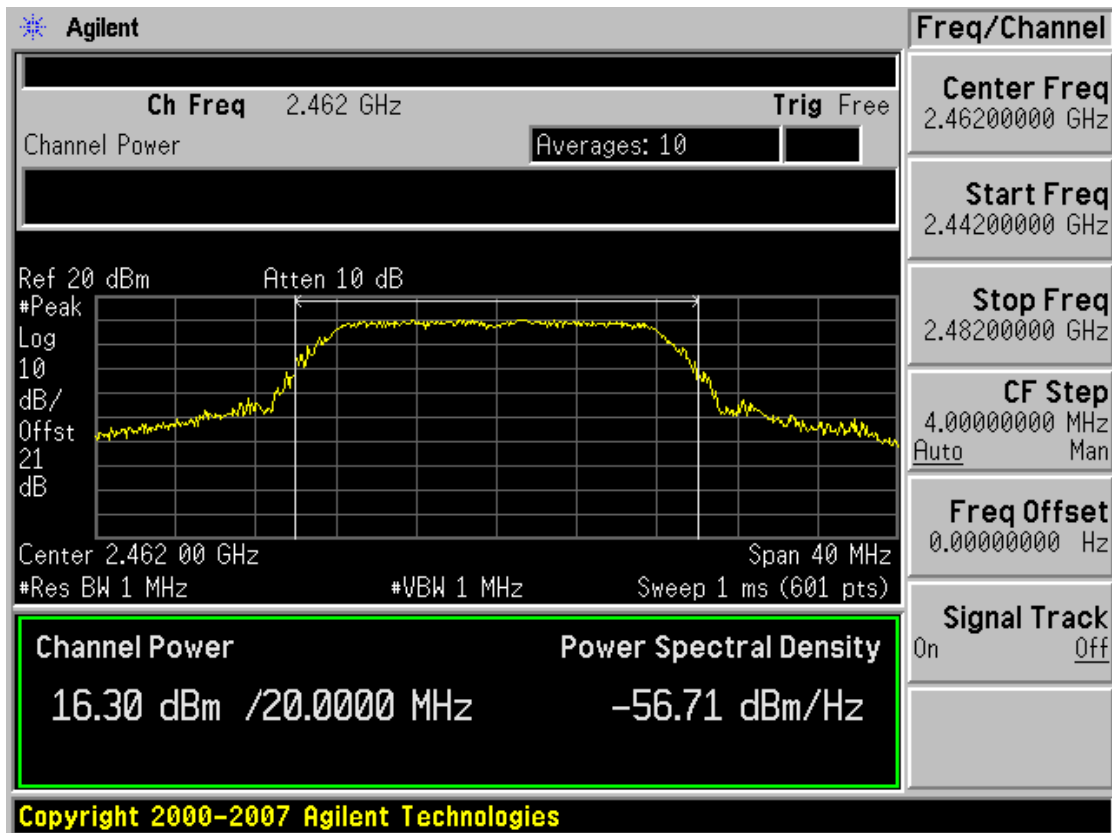 Agilent
Freq/Channel
Ch Freq 2.462 GHz Trig Free
Channel Power Averages: 10
Ref 20 dBm Atten 10 dB
#Peak
Log
10
dB/
Offst
21
dB
Center 2.462 00 GHz Span 40 MHz
#Res BW 1 MHz #VBW 1 MHz Sweep 1 ms (601 pts)
Channel Power Power Spectral Density
16.30 dBm /20.0000 MHz -56.71 dBm/Hz
Center Freq
2.46200000 GHz
Start Freq
2.44200000 GHz
Stop Freq
2.48200000 GHz
CF Step
4.00000000 MHz
Auto Man
Freq Offset
0.00000000 Hz
Signal Track
On Off
Copyright 2000-2007 Agilent Technologies